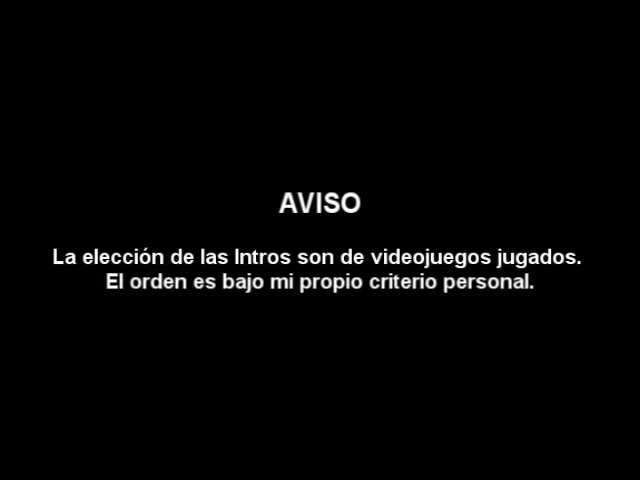 AVISO
La elección de las Intros son de videojuegos jugados.
El orden es bajo mi propio criterio personal.